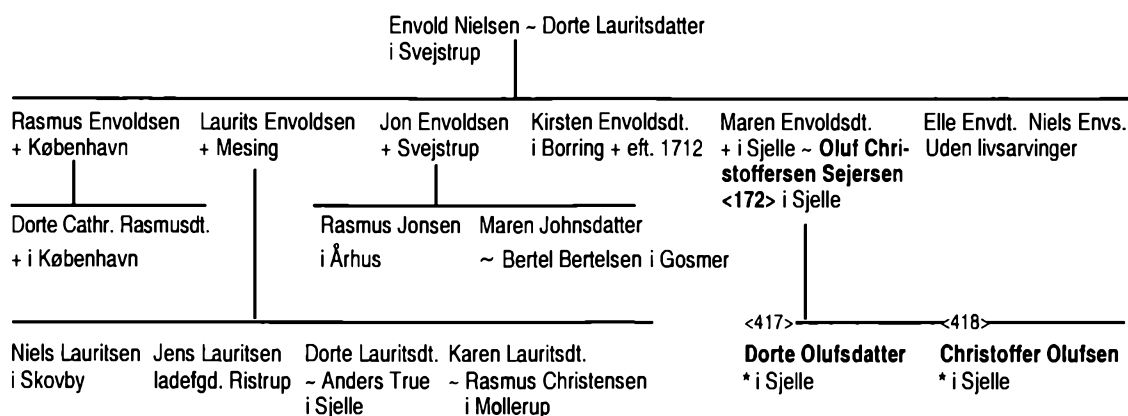 Envold Nielsen ~ Dorte Lauritsdatter
i Svejstrup
Rasmus Envoldsen
+ København
Laurits Envoldsen
+ Mesing
Jon Envoldsen
+ Svejstrup
Kirsten Envoldsdt.
i Borring + eft. 1712
Maren Envoldsdt.
+ i Sjelle ~ Oluf Chri-
stoffersen Sejersen
<172> i Sjelle
Elle Envdt. Niels Envs.
Uden livsarvinger
Dorte Cathr. Rasmusdt.
+ i København
Rasmus Jonsen
i Århus
Maren Johnsdatter
~ Bertel Bertelsen i Gosmer
Niels Lauritsen
i Skovby
Jens Lauritsen
ladefgd. Ristrup
Dorte Lauritsdt.
~ Anders True
i Sjelle
Karen Lauritsdt.
~ Rasmus Christensen
i Mollerup
<417>
Dorte Olufsdatter
* i Sjelle
<418>
Christoffer Olufsen
* i Sjelle